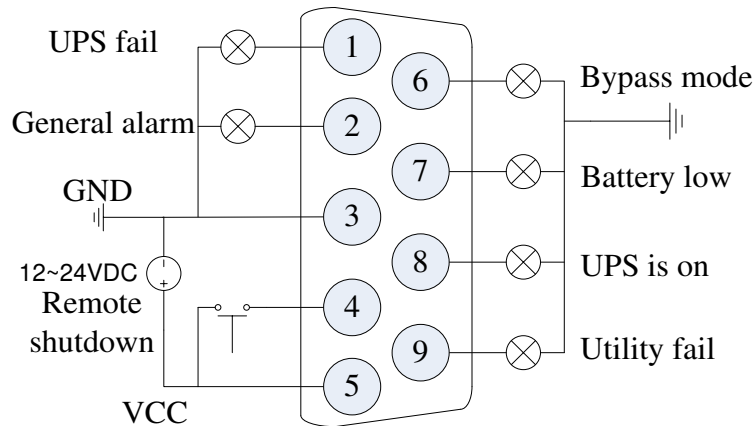 UPS fail
1
6
Bypass mode
General alarm
2
7
Battery low
GND
3
12~24VDC
-
+
8
UPS is on
Remote
shutdown
4
9
Utility fail
5
VCC